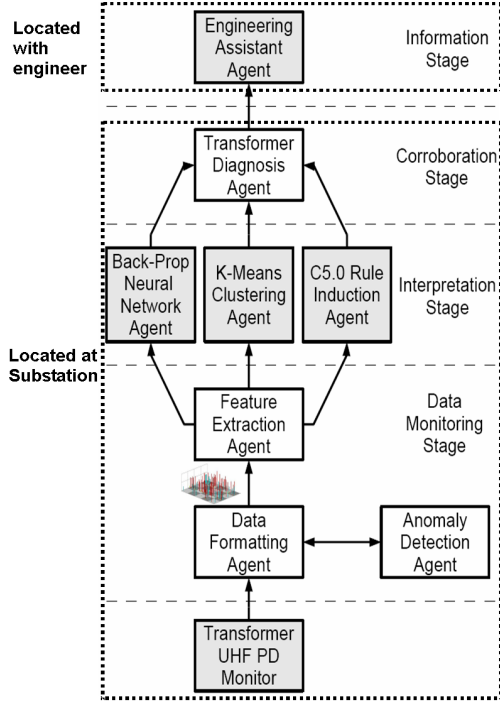 Located
with
engineer
Engineering
Assistant
Agent
Information
Stage
Transformer
Diagnosis
Agent
Corroboration
Stage
Back-Prop
Neural
Network
Agent
K-Means
Clustering
Agent
C5.0 Rule
Induction
Agent
Interpretation
Stage
Located at
Substation
Feature
Extraction
Agent
Data
Monitoring
Stage
Data
Formatting
Agent
Anomaly
Detection
Agent
Transformer
UHF PD
Monitor